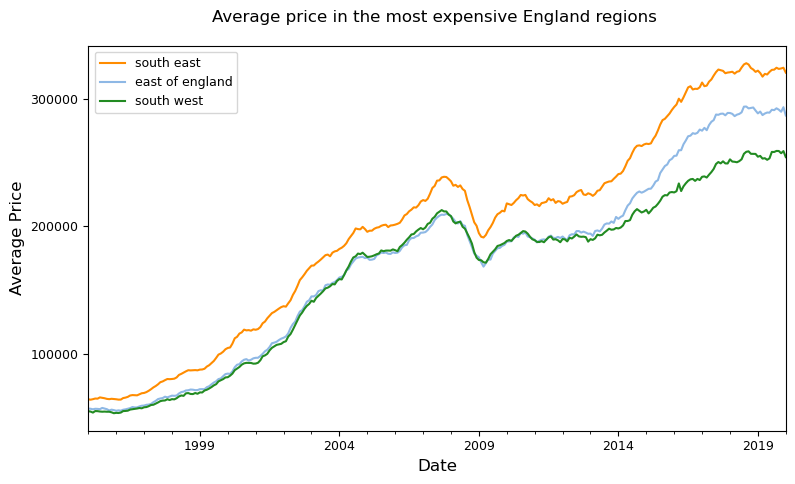 Average price in the most expensive England regions
south east
east of england
south west
300000
200000
100000
Average Price
1999 2004 2009 2014 2019
Date